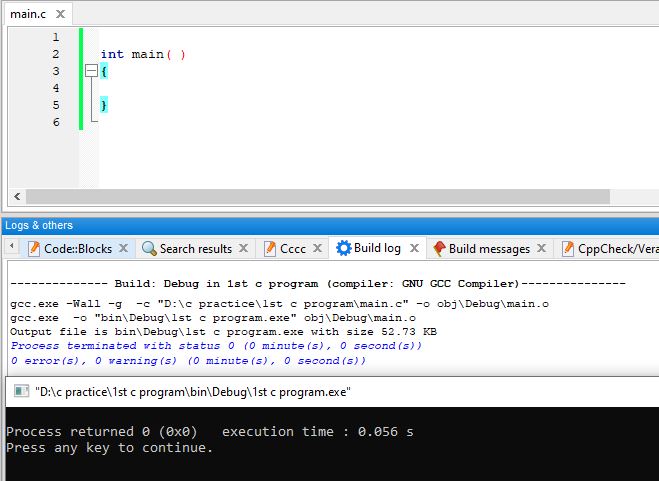 main.c
1
2 int main( )
3 {
4
5 }
6
Logs & others
Code::Blocks Search results Cccc Build log Build messages CppCheck/Vera
-------------- Build: Debug in 1st c program (compiler: GNU GCC Compiler)---------------
gcc.exe -Wall -g -c "D:\c practice\1st c program\main.c" -o obj\Debug\main.o
gcc.exe -o "bin\Debug\1st c program.exe" obj\Debug\main.o
Output file is bin\Debug\1st c program.exe with size 52.73 KB
Process terminated with status 0 (0 minute(s), 0 second(s))
0 error(s), 0 warning(s) (0 minute(s), 0 second(s))
"D:\c practice\1st c program\bin\Debug\1st c program.exe"
Process returned 0 (0x0) execution time : 0.056 s
Press any key to continue.